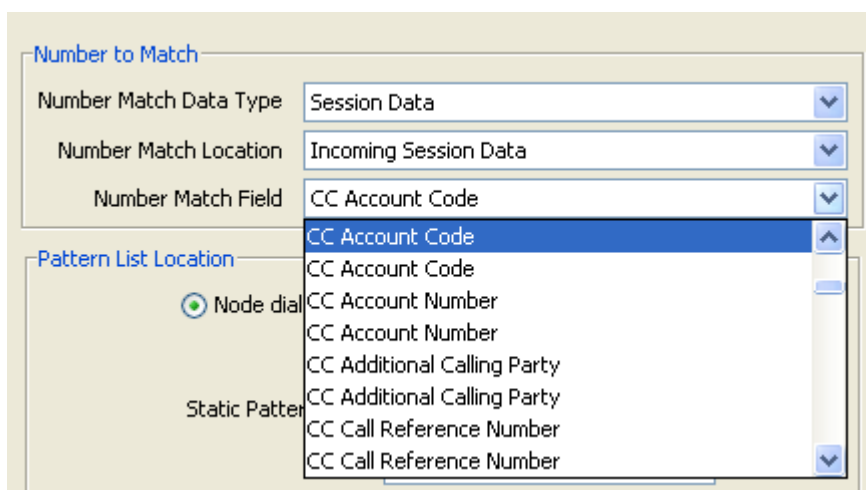 Number to Match
Number Match Data Type Session Data
Number Match Location Incoming Session Data
Number Match Field CC Account Code
CC Account Code
Pattern List Location
CC Account Code
Node dial
CC Account Number
CC Account Number
CC Additional Calling Party
CC Additional Calling Party
Static Patter
CC Call Reference Number
CC Call Reference Number